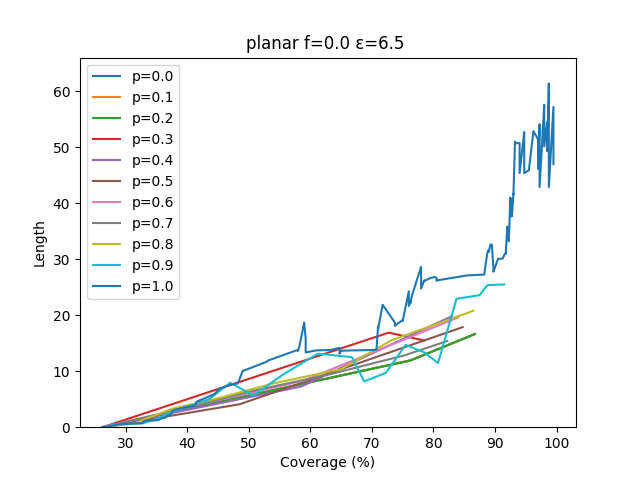 planar f=0.0 ε=6.5
p=0.0
p=0.1
p=0.2
p=0.3
p=0.4
p=0.5
p=0.6
p=0.7
p=0.8
p=0.9
p=1.0
Length
60
50
40
30
20
10
0
30 40 50 60 70 80 90 100
Coverage (%)